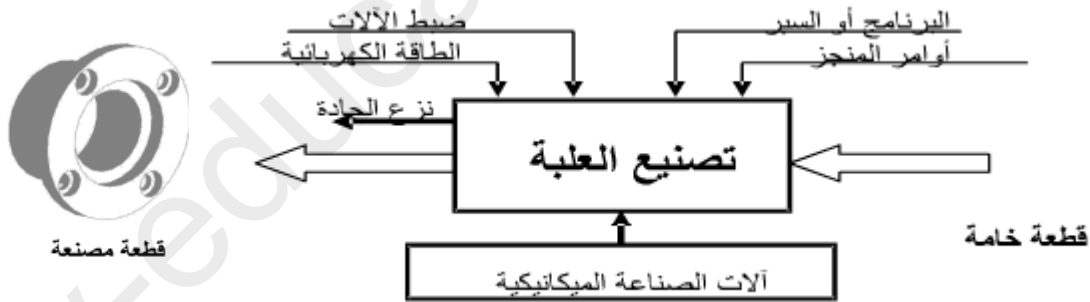 البرنامج أو السير
ضبط الآلات
أوامر المنجز
الطاقة الكهربائية
نزع الجادة
تصنيع العلبة
قطعة خامة
قطعة مصنعة
آلات الصناعة الميكانيكية